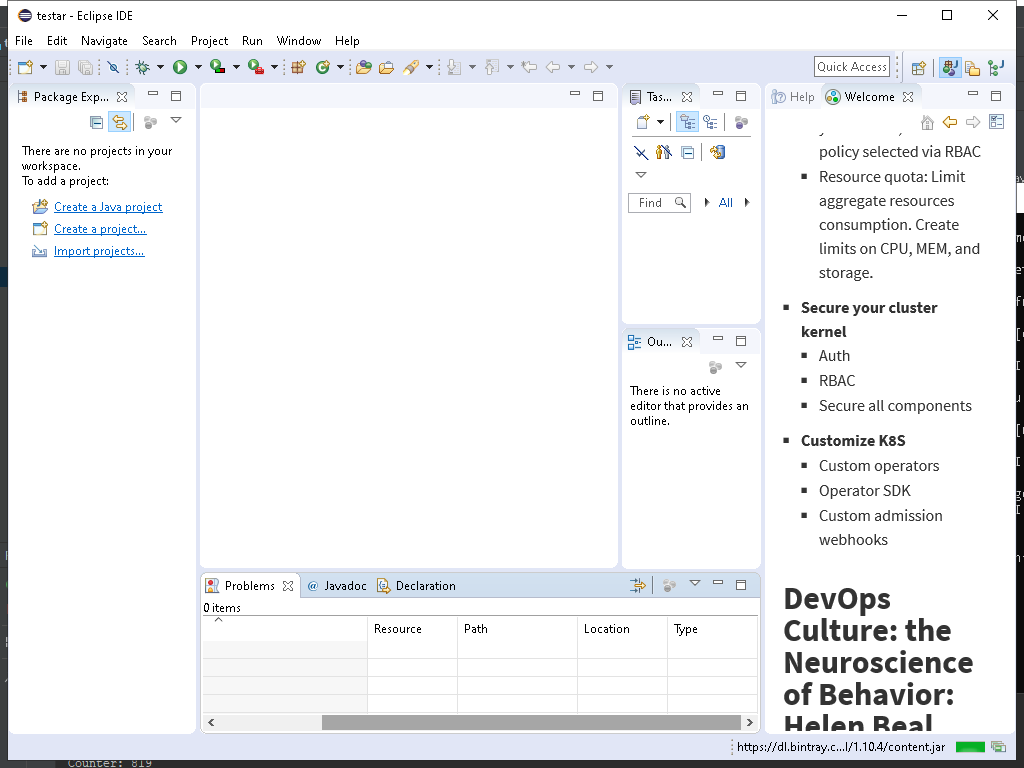 testar - Eclipse IDE
File Edit Navigate Search Project Run Window Help
Quick Access
Package Exp...
There are no projects in your
workspace.
To add a project:
Create a Java project
Create a project...
Import projects...
Tas...
Find
All
Ou...
There is no active
editor that provides an
outline.
Help Welcome
policy selected via RBAC
Resource quota: Limit
aggregate resources
consumption. Create
limits on CPU, MEM, and
storage.
Secure your cluster
kernel
Auth
RBAC
Secure all components
Customize K8S
Custom operators
Operator SDK
Custom admission
webhooks
DevOps
Culture: the
Neuroscience
of Behavior:
Helen Beal
Problems @ Javadoc Declaration
0 items
Resource Path Location Type
https://dl.bintray.c...l/1.10.4/content.jar
Counter: 819